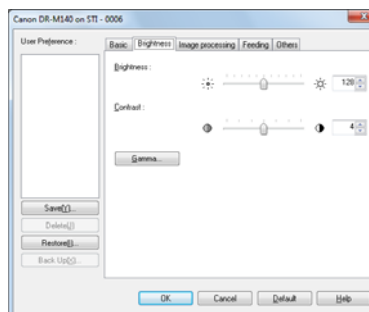 Canon DR-M140 on STI - 0006
User Preference :
Basic Brightness Image processing Feeding Others
Brightness :
128
Contrast :
4
Gamma...
Save(Y)...
Delete(J)
Restore(I)...
Back Up(X)...
OK Cancel Default Help